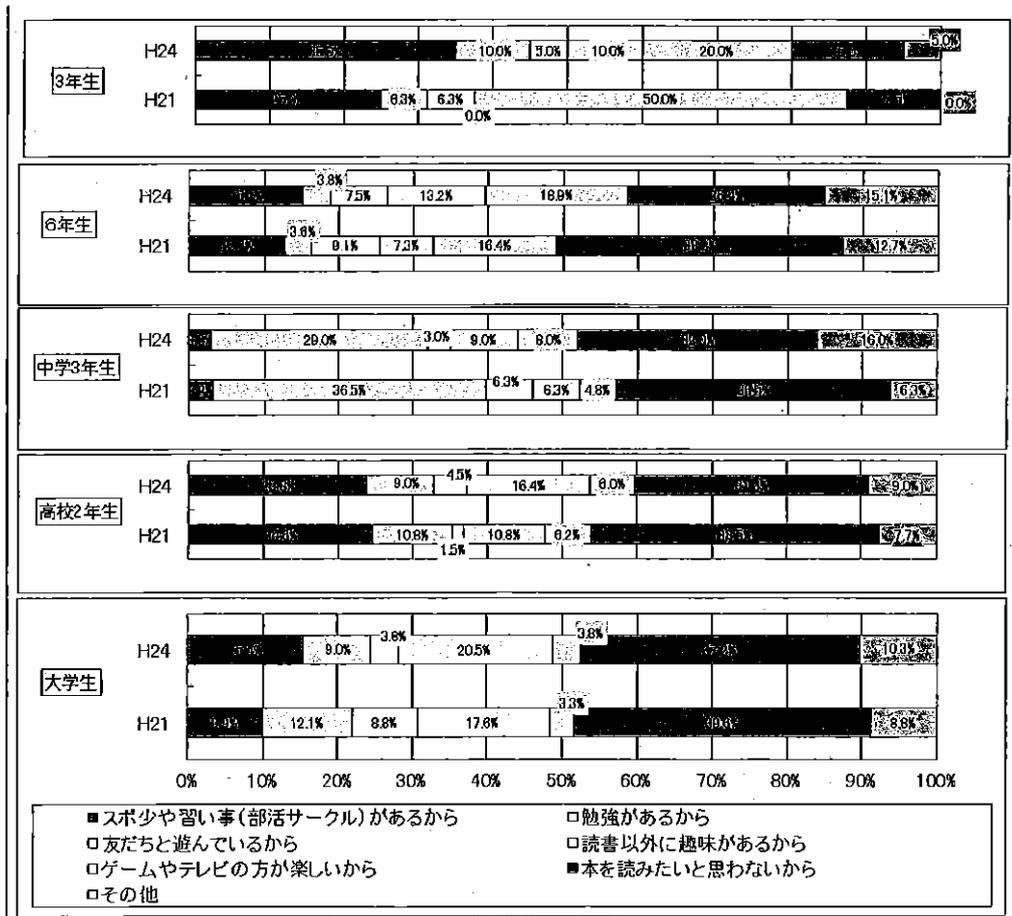 3年生
H24
10.0% 5.0% 10.0% 20.0% 5.0%
H21
6.3% 6.3% 0.0% 50.0% 0.0%
6年生
H24
3.8% 7.5% 13.2% 18.9% 15.1%
H21
3.6% 9.1% 7.3% 16.4% 12.7%
中学3年生
H24
29.0% 3.0% 9.0% 8.0% 16.0%
H21
36.5% 6.3% 6.3% 4.8% 6.3%
高校2年生
H24
9.0% 4.5% 16.4% 6.0% 9.0%
H21
10.8% 1.5% 10.8% 6.2% 7.7%
大学生
H24
9.0% 3.8% 20.5% 3.8% 10.3%
H21
12.1% 8.8% 17.6% 3.3% 8.8%
0% 10% 20% 30% 40% 50% 60% 70% 80% 90% 100%
スポ少や習い事(部活サークル)があるから 勉強があるから
友だちと遊んでいるから 読書以外に趣味があるから
ゲームやテレビの方が楽しいから 本を読みたいと思わないから
その他